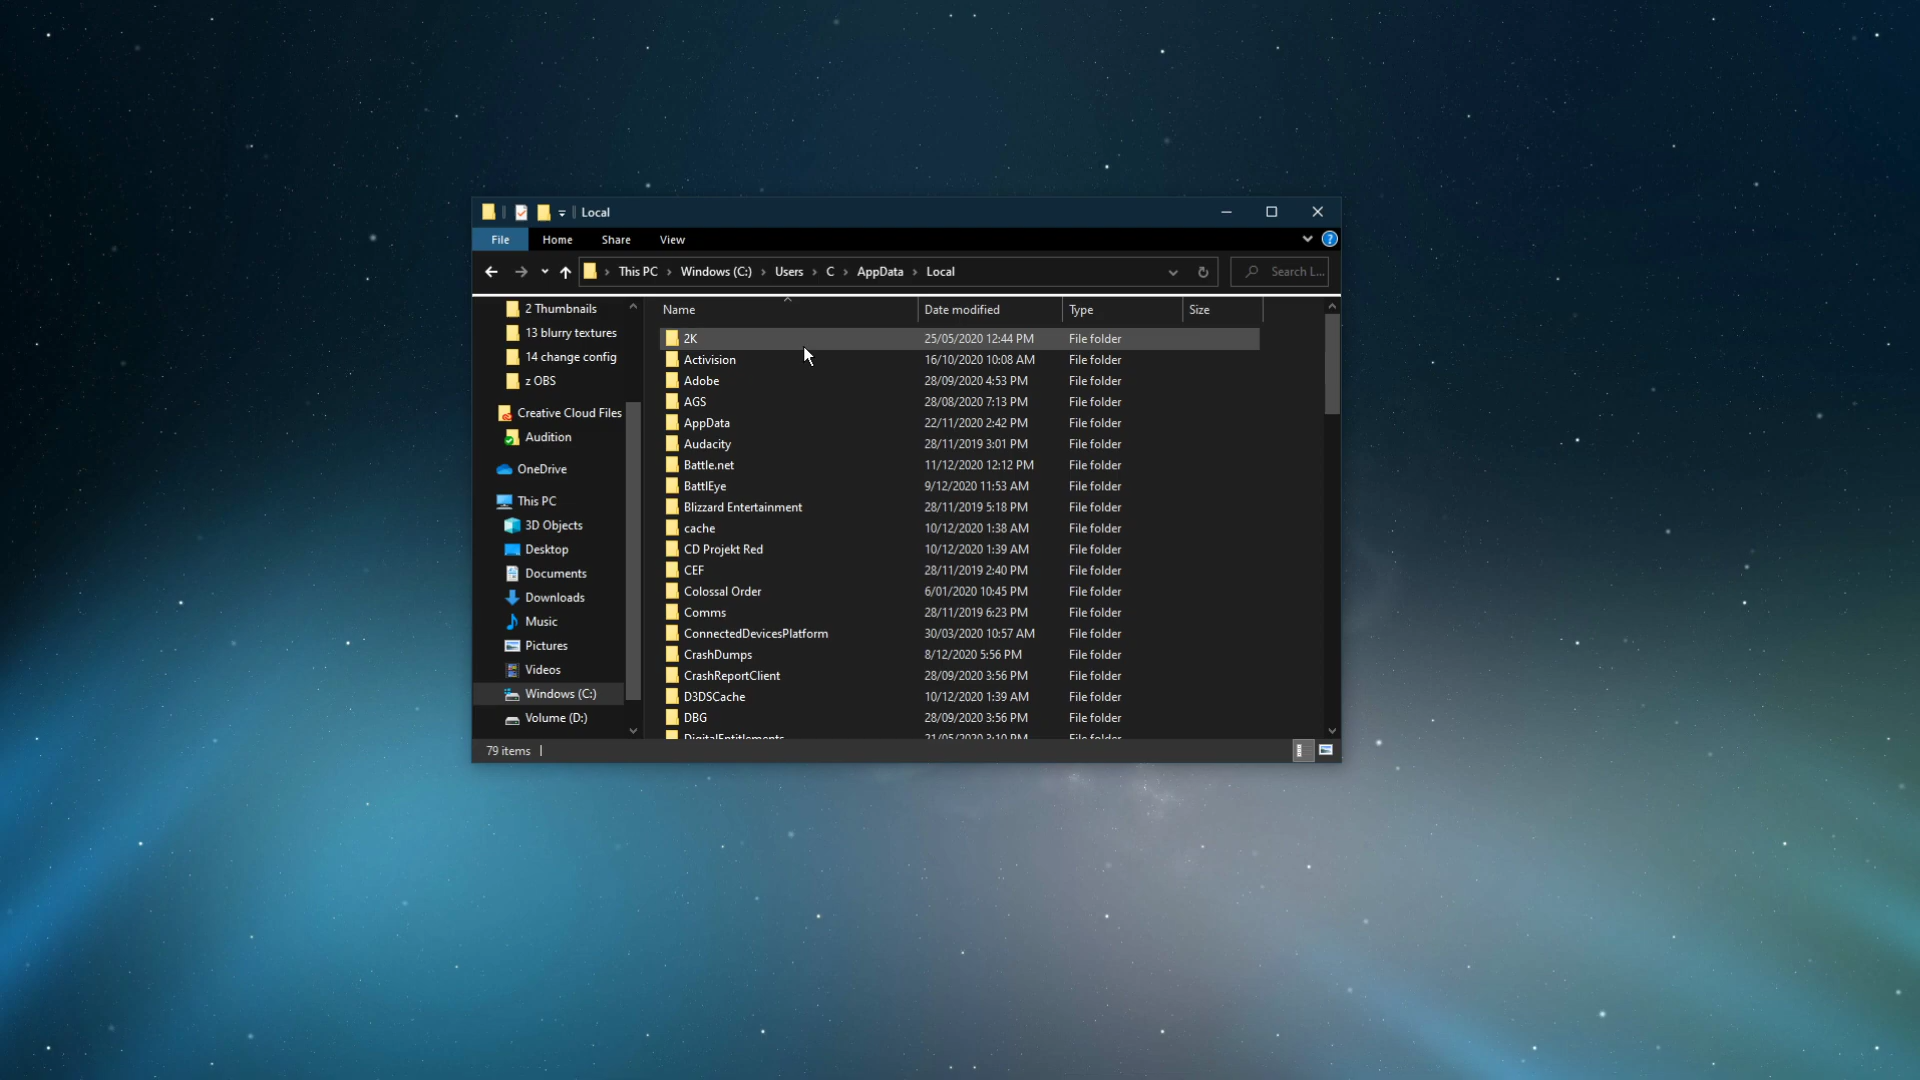 Local
File Home Share View
This PC Windows (C:) Users C AppData Local Search L...
2 Thumbnails
13 blurry textures
14 change config
z OBS
Creative Cloud Files
Audition
OneDrive
This PC
3D Objects
Desktop
Documents
Downloads
Music
Pictures
Videos
Windows (C:)
Volume (D:)
Name Date modified Type Size
2K 25/05/2020 12:44 PM File folder
Activision 16/10/2020 10:08 AM File folder
Adobe 28/09/2020 4:53 PM File folder
AGS 28/08/2020 7:13 PM File folder
AppData 22/11/2020 2:42 PM File folder
Audacity 28/11/2019 3:01 PM File folder
Battle.net 11/12/2020 12:12 PM File folder
BattlEye 9/12/2020 11:53 AM File folder
Blizzard Entertainment 28/11/2019 5:18 PM File folder
cache 10/12/2020 1:38 AM File folder
CD Projekt Red 10/12/2020 1:39 AM File folder
CEF 28/11/2019 2:40 PM File folder
Colossal Order 6/01/2020 10:45 PM File folder
Comms 28/11/2019 6:23 PM File folder
ConnectedDevicesPlatform 30/03/2020 10:57 AM File folder
CrashDumps 8/12/2020 5:56 PM File folder
CrashReportClient 28/09/2020 3:56 PM File folder
D3DSCache 10/12/2020 1:39 AM File folder
DBG 28/09/2020 3:56 PM File folder
DigitalEntitlements 21/05/2020 3:10 PM File folder
79 items